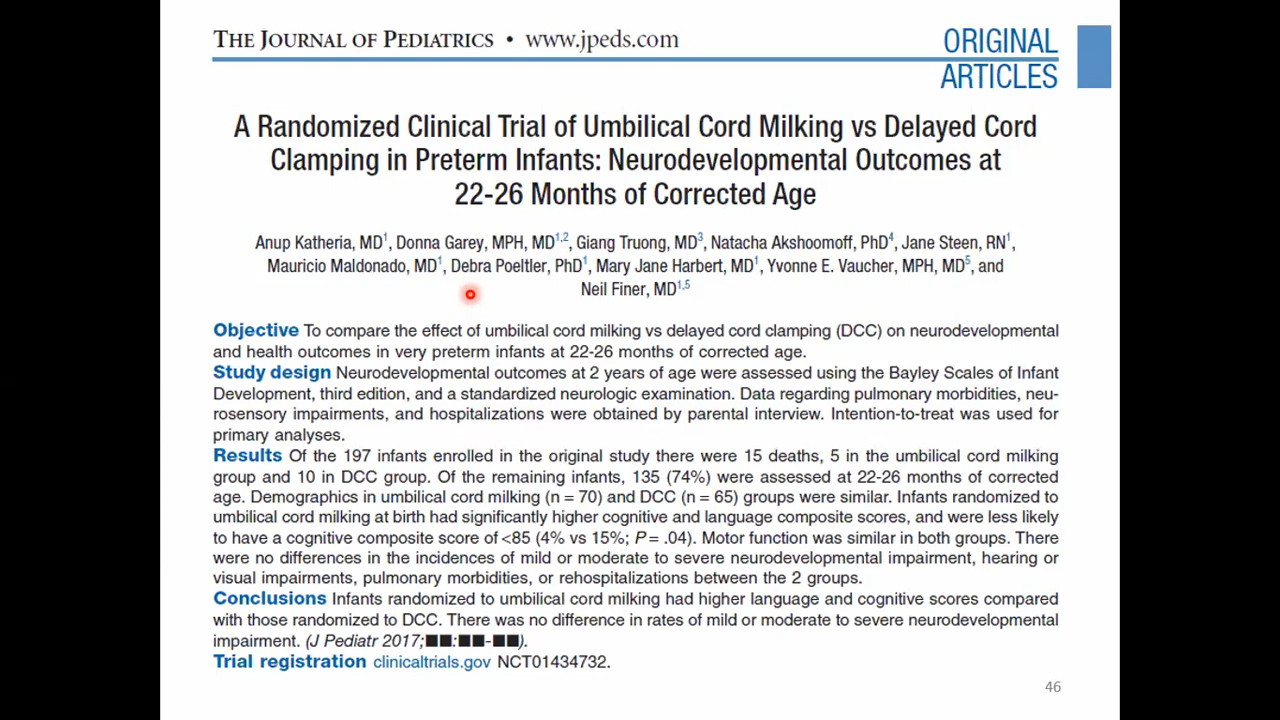 THE JOURNAL OF PEDIATRICS • www.jpeds.com
ORIGINAL
ARTICLES
A Randomized Clinical Trial of Umbilical Cord Milking vs Delayed Cord
Clamping in Preterm Infants: Neurodevelopmental Outcomes at
22-26 Months of Corrected Age
Anup Katheria, MD1, Donna Garey, MPH, MD1,2, Giang Truong, MD3, Natacha Akshoomoff, PhD4, Jane Steen, RN1,
Mauricio Maldonado, MD1, Debra Poeltler, PhD1, Mary Jane Harbert, MD1, Yvonne E. Vaucher, MPH, MD5, and
Neil Finer, MD1,5
Objective To compare the effect of umbilical cord milking vs delayed cord clamping (DCC) on neurodevelopmental
and health outcomes in very preterm infants at 22-26 months of corrected age.
Study design Neurodevelopmental outcomes at 2 years of age were assessed using the Bayley Scales of Infant
Development, third edition, and a standardized neurologic examination. Data regarding pulmonary morbidities, neu-
rosensory impairments, and hospitalizations were obtained by parental interview. Intention-to-treat was used for
primary analyses.
Results Of the 197 infants enrolled in the original study there were 15 deaths, 5 in the umbilical cord milking
group and 10 in DCC group. Of the remaining infants, 135 (74%) were assessed at 22-26 months of corrected
age. Demographics in umbilical cord milking (n = 70) and DCC (n = 65) groups were similar. Infants randomized to
umbilical cord milking at birth had significantly higher cognitive and language composite scores, and were less likely
to have a cognitive composite score of <85 (4% vs 15%; P = .04). Motor function was similar in both groups. There
were no differences in the incidences of mild or moderate to severe neurodevelopmental impairment, hearing or
visual impairments, pulmonary morbidities, or rehospitalizations between the 2 groups.
Conclusions Infants randomized to umbilical cord milking had higher language and cognitive scores compared
with those randomized to DCC. There was no difference in rates of mild or moderate to severe neurodevelopmental
impairment. (J Pediatr 2017;■■:■■-■■).
Trial registration clinicaltrials.gov NCT01434732.
46